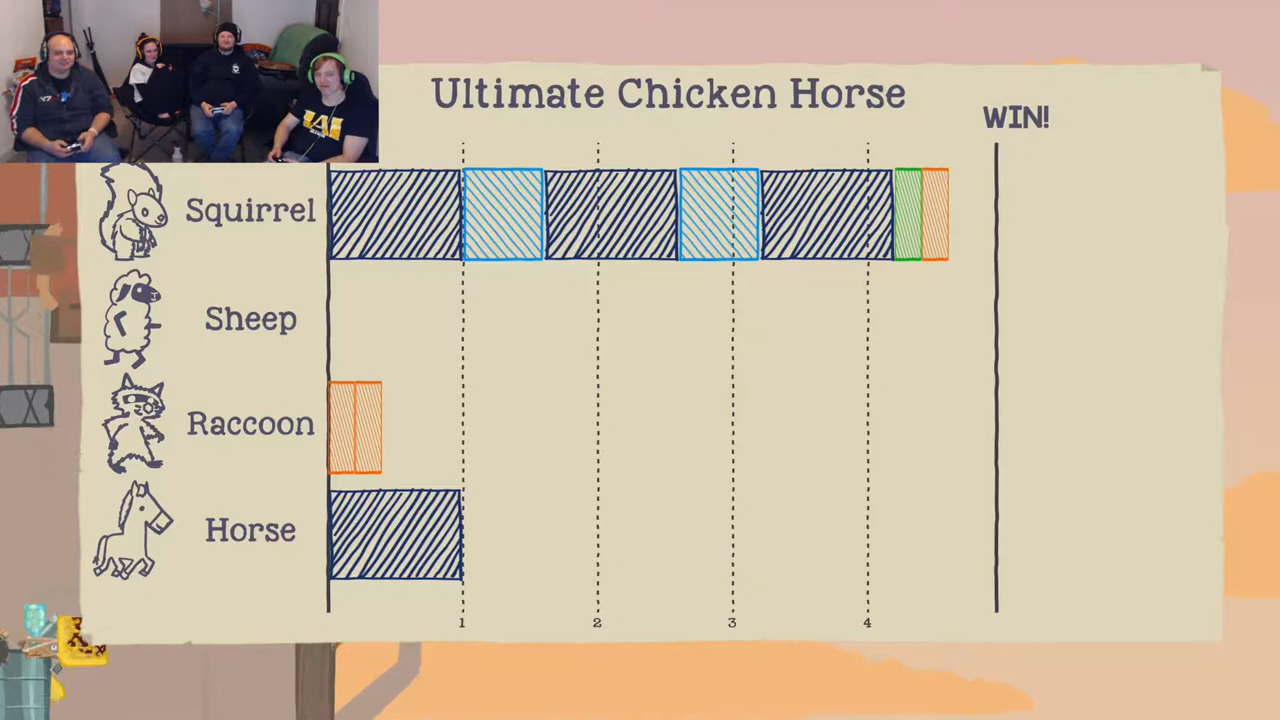 Ultimate Chicken Horse
WIN!
Squirrel
Sheep
Raccoon
Horse
1 2 3 4